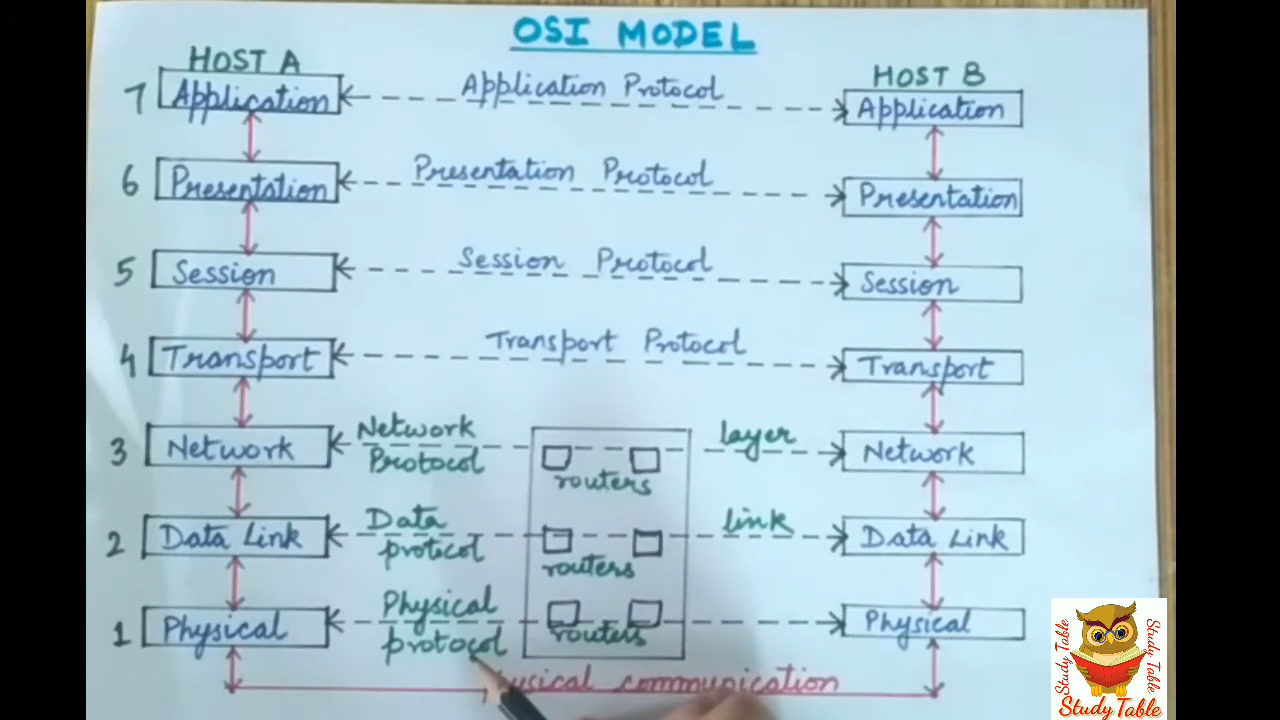 OSI MODEL
HOST A
HOST B
7 Application Application Protocol Application
6 Presentation Presentation Protocol Presentation
5 Session Session Protocol Session
4 Transport Transport Protocol Transport
3 Network Network layer Network
Protocol
routers
2 Data Link Data link Data Link
protocol
routers
1 Physical Physical Physical
protocol
routers
communication
Study Table
Study Table
Study Table